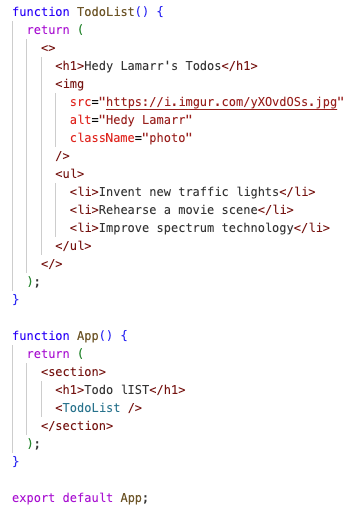 function TodoList() {
  return (
    <>
      <h1>Hedy Lamarr's Todos</h1>
      <img
        src="https://i.imgur.com/yXOvdOSs.jpg"
        alt="Hedy Lamarr"
        className="photo"
      />
      <ul>
        <li>Invent new traffic lights</li>
        <li>Rehearse a movie scene</li>
        <li>Improve spectrum technology</li>
      </ul>
    </>
  );
}

function App() {
  return (
    <section>
      <h1>Todo lIST</h1>
      <TodoList />
    </section>
  );
}

export default App;